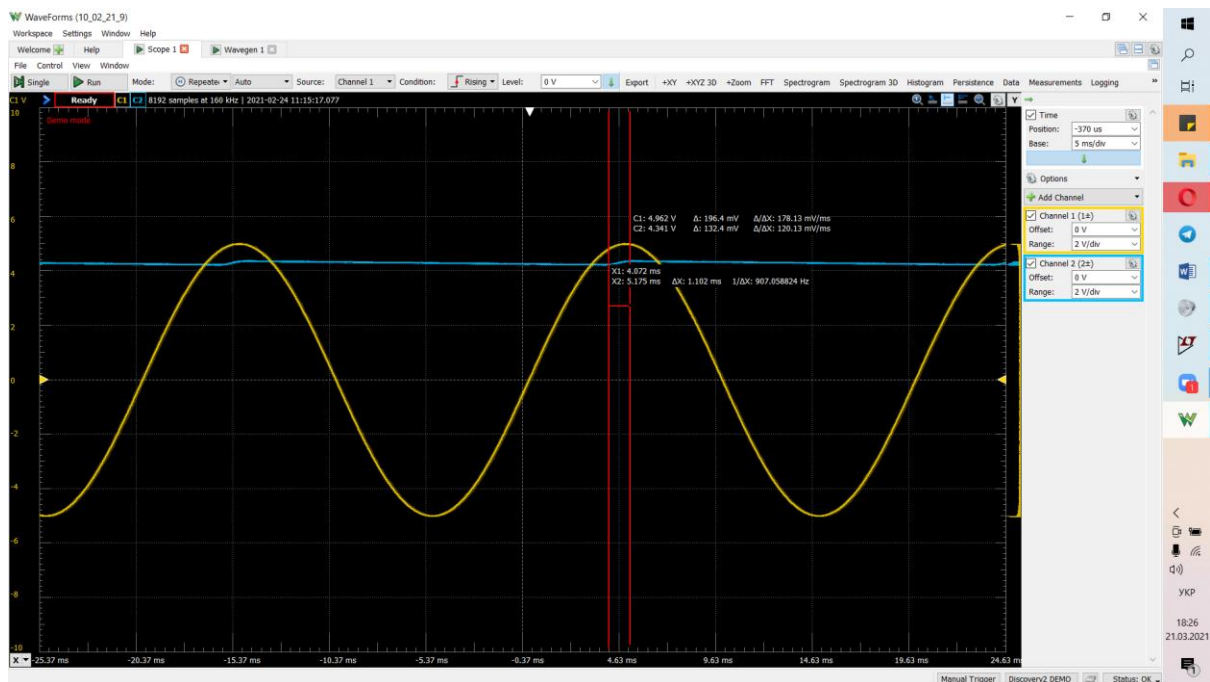 WaveForms (10_02_21_9)
Workspace Settings Window Help
Welcome Help Scope 1 Wavegen 1
File Control View Window
Single Run Mode: Repeate Auto Source: Channel 1 Condition: Rising Level: 0 V Export +XY +XYZ 3D +Zoom FFT Spectrogram Spectrogram 3D Histogram Persistence Data Measurements Logging »
C1 V Ready C1 C2 8192 samples at 160 kHz | 2021-02-24 11:15:17.077 Y
10
Demo mode
8
6
4
2
0
-2
-4
-6
-8
-10
C1: 4.962 V Δ: 196.4 mV Δ/ΔX: 178.13 mV/ms
C2: 4.341 V Δ: 132.4 mV Δ/ΔX: 120.13 mV/ms
X1: 4.072 ms
X2: 5.175 ms ΔX: 1.102 ms 1/ΔX: 907.058824 Hz
X -25.37 ms -20.37 ms -15.37 ms -10.37 ms -5.37 ms -0.37 ms 4.63 ms 9.63 ms 14.63 ms 19.63 ms 24.63 m
Time
Position: -370 us
Base: 5 ms/div
Options
Add Channel
Channel 1 (1±)
Offset: 0 V
Range: 2 V/div
Channel 2 (2±)
Offset: 0 V
Range: 2 V/div
Manual Trigger Discovery2 DEMO Status: OK
УКР
18:26
21.03.2021